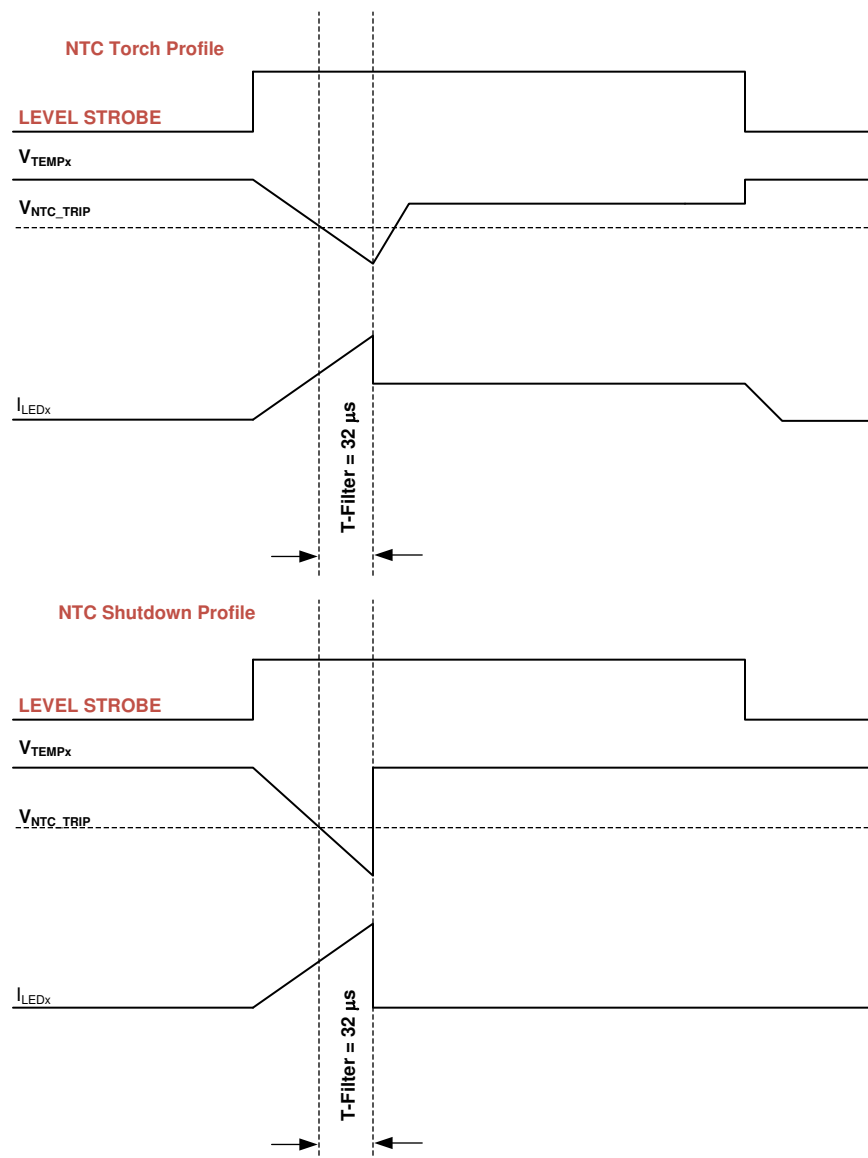 NTC Torch Profile
LEVEL STROBE
VTEMPx
VNTC_TRIP
ILEDx
T-Filter = 32 µs
NTC Shutdown Profile
LEVEL STROBE
VTEMPx
VNTC_TRIP
ILEDx
T-Filter = 32 µs